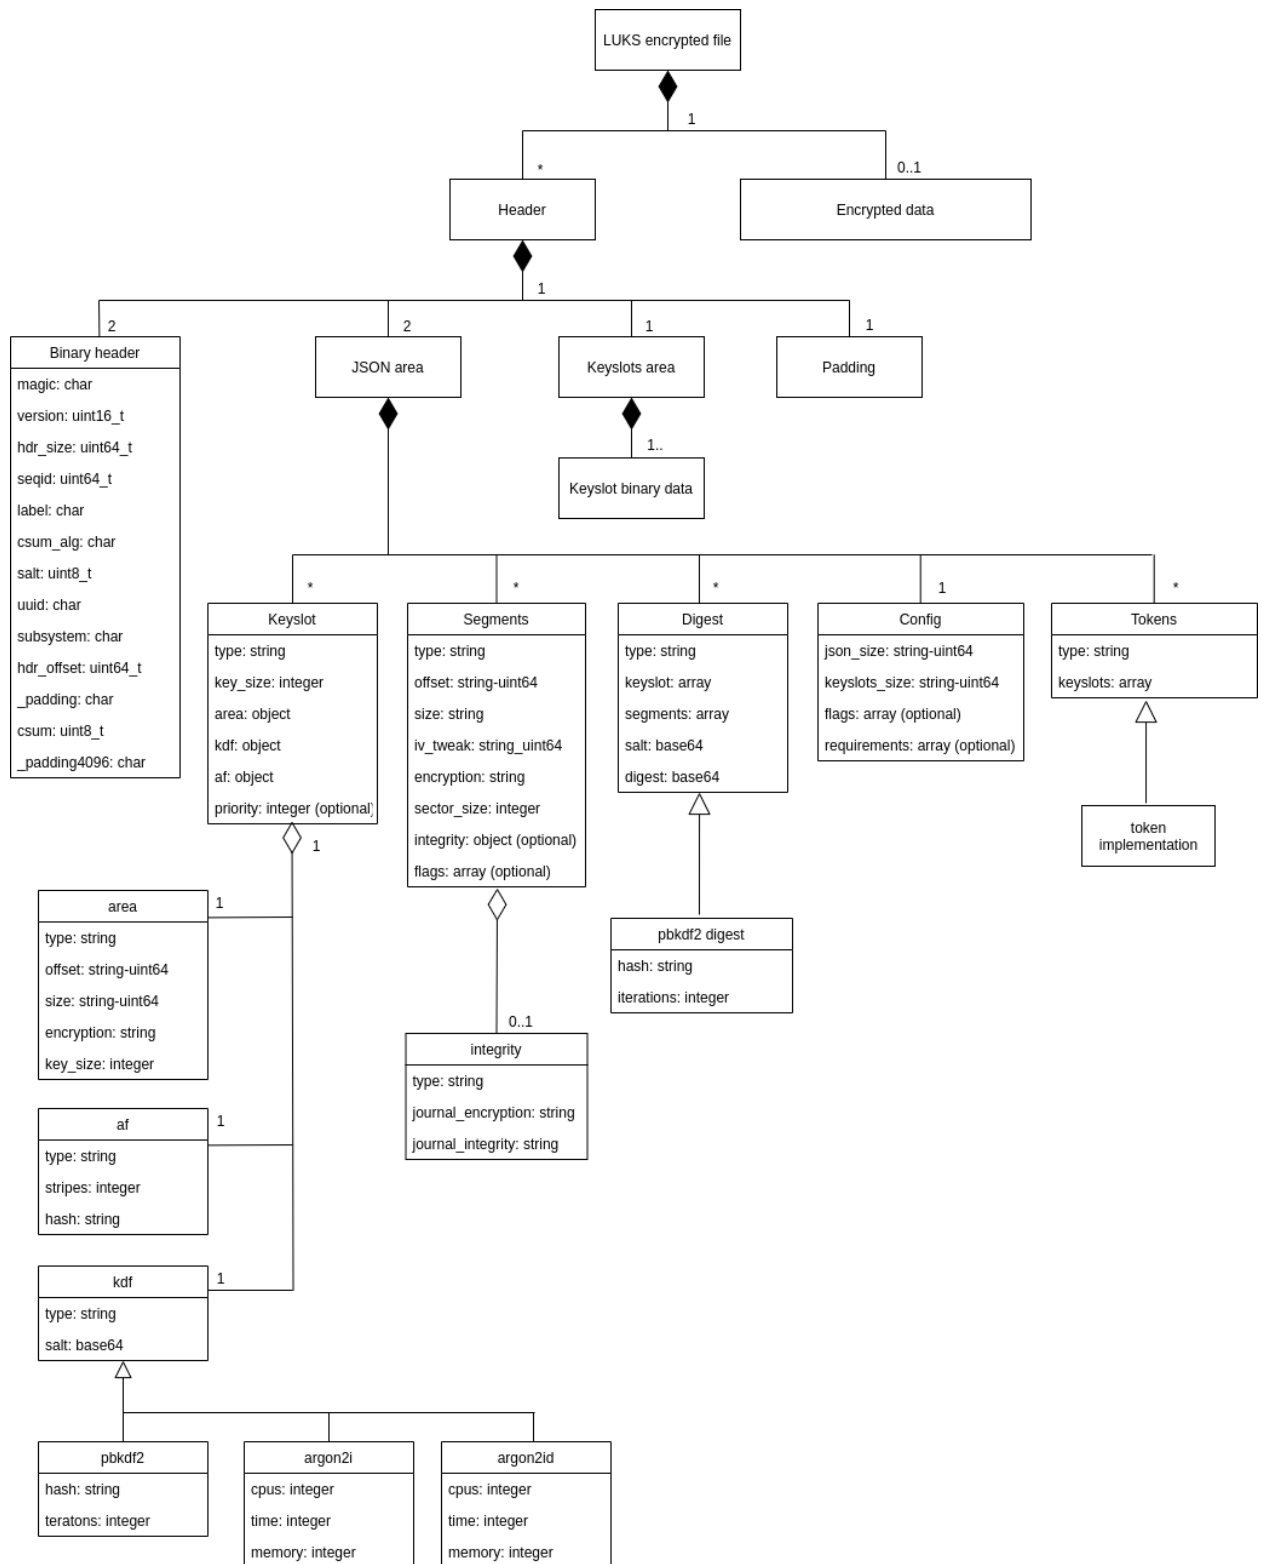 LUKS encrypted file
1
*
0..1
Header
Encrypted data
1
2
2
1
1
Binary header
magic: char
version: uint16_t
hdr_size: uint64_t
seqid: uint64_t
label: char
csum_alg: char
salt: uint8_t
uuid: char
subsystem: char
hdr_offset: uint64_t
_padding: char
csum: uint8_t
_padding4096: char
JSON area
Keyslots area
Padding
1..
Keyslot binary data
*
*
*
1
*
Keyslot
type: string
key_size: integer
area: object
kdf: object
af: object
priority: integer (optional)
Segments
type: string
offset: string-uint64
size: string
iv_tweak: string_uint64
encryption: string
sector_size: integer
integrity: object (optional)
flags: array (optional)
Digest
type: string
keyslot: array
segments: array
salt: base64
digest: base64
Config
json_size: string-uint64
keyslots_size: string-uint64
flags: array (optional)
requirements: array (optional)
Tokens
type: string
keyslots: array
token
implementation
1
1
area
type: string
offset: string-uint64
size: string-uint64
encryption: string
key_size: integer
pbkdf2 digest
hash: string
iterations: integer
0..1
integrity
type: string
journal_encryption: string
journal_integrity: string
1
af
type: string
stripes: integer
hash: string
1
kdf
type: string
salt: base64
pbkdf2
hash: string
teratons: integer
argon2i
cpus: integer
time: integer
memory: integer
argon2id
cpus: integer
time: integer
memory: integer